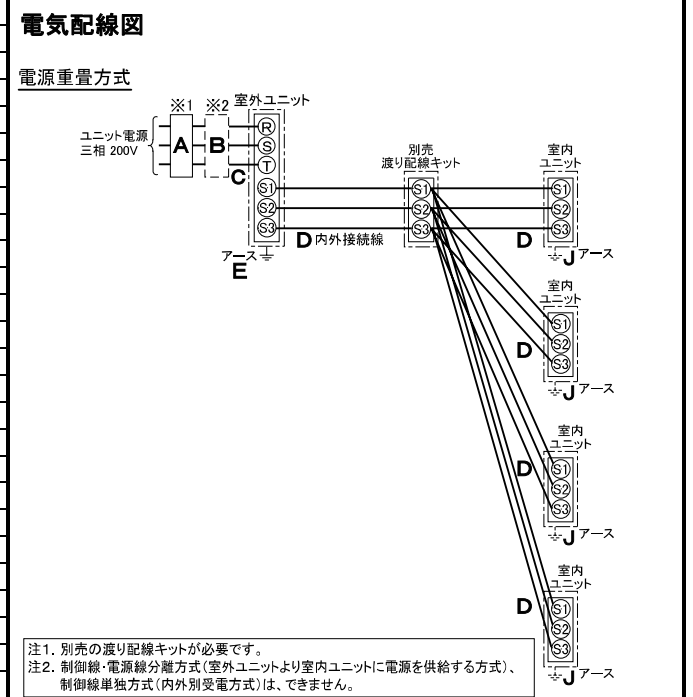 電気配線図
電源重畳方式
※1 ※2 室外ユニット
ユニット電源
三相 200V
A B
R
S
T
C
S1
S2
S3
D 内外接続線
アース
E
別売
渡り配線キット
S1
S2
S3
室内
ユニット
S1
S2
S3
D
J アース
室内
ユニット
S1
S2
S3
D
J アース
室内
ユニット
S1
S2
S3
D
J アース
室内
ユニット
S1
S2
S3
D
J アース
注1. 別売の渡り配線キットが必要です。
注2. 制御線・電源線分離方式(室外ユニットより室内ユニットに電源を供給する方式)、
制御線単独方式(内外別受電方式)は、できません。